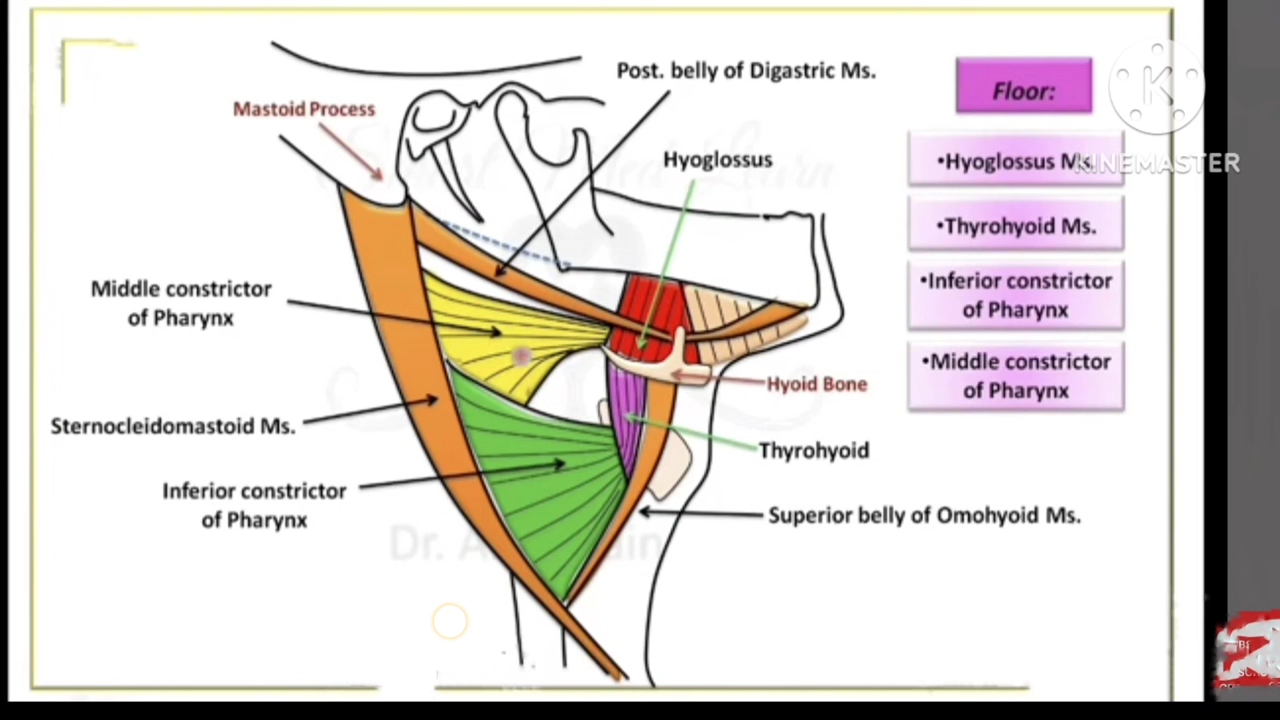 Post. belly of Digastric Ms.
Mastoid Process
Hyoglossus
Middle constrictor
of Pharynx
Sternocleidomastoid Ms.
Inferior constrictor
of Pharynx
Hyoid Bone
Thyrohyoid
Superior belly of Omohyoid Ms.
Floor:
•Hyoglossus Ms.
•Thyrohyoid Ms.
•Inferior constrictor
of Pharynx
•Middle constrictor
of Pharynx
K
KINEMASTER
Dr.